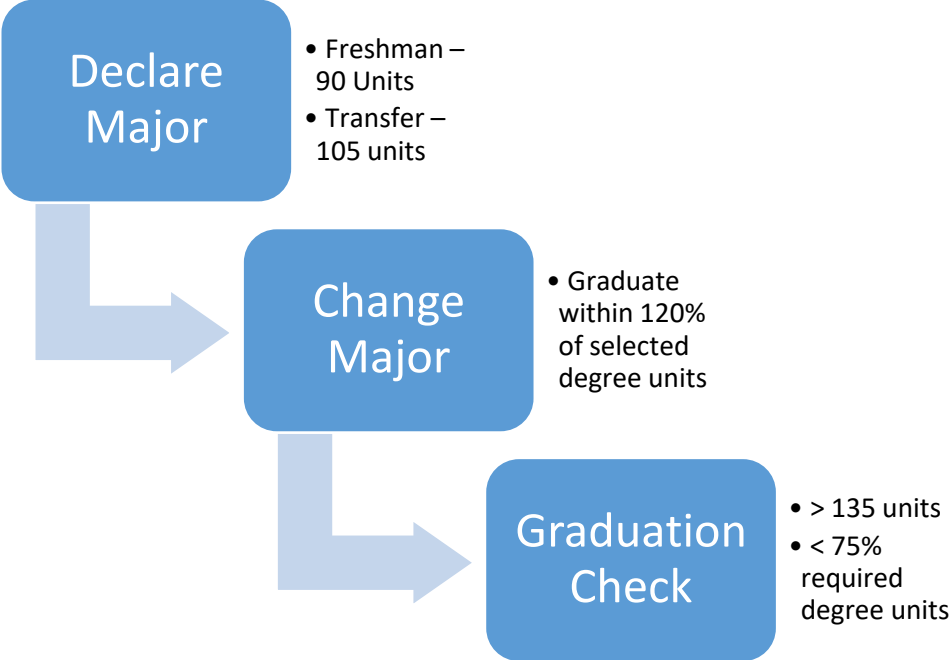 Declare
Major
• Freshman –
90 Units
• Transfer –
105 units
Change
Major
• Graduate
within 120%
of selected
degree units
Graduation
Check
• > 135 units
• < 75%
required
degree units